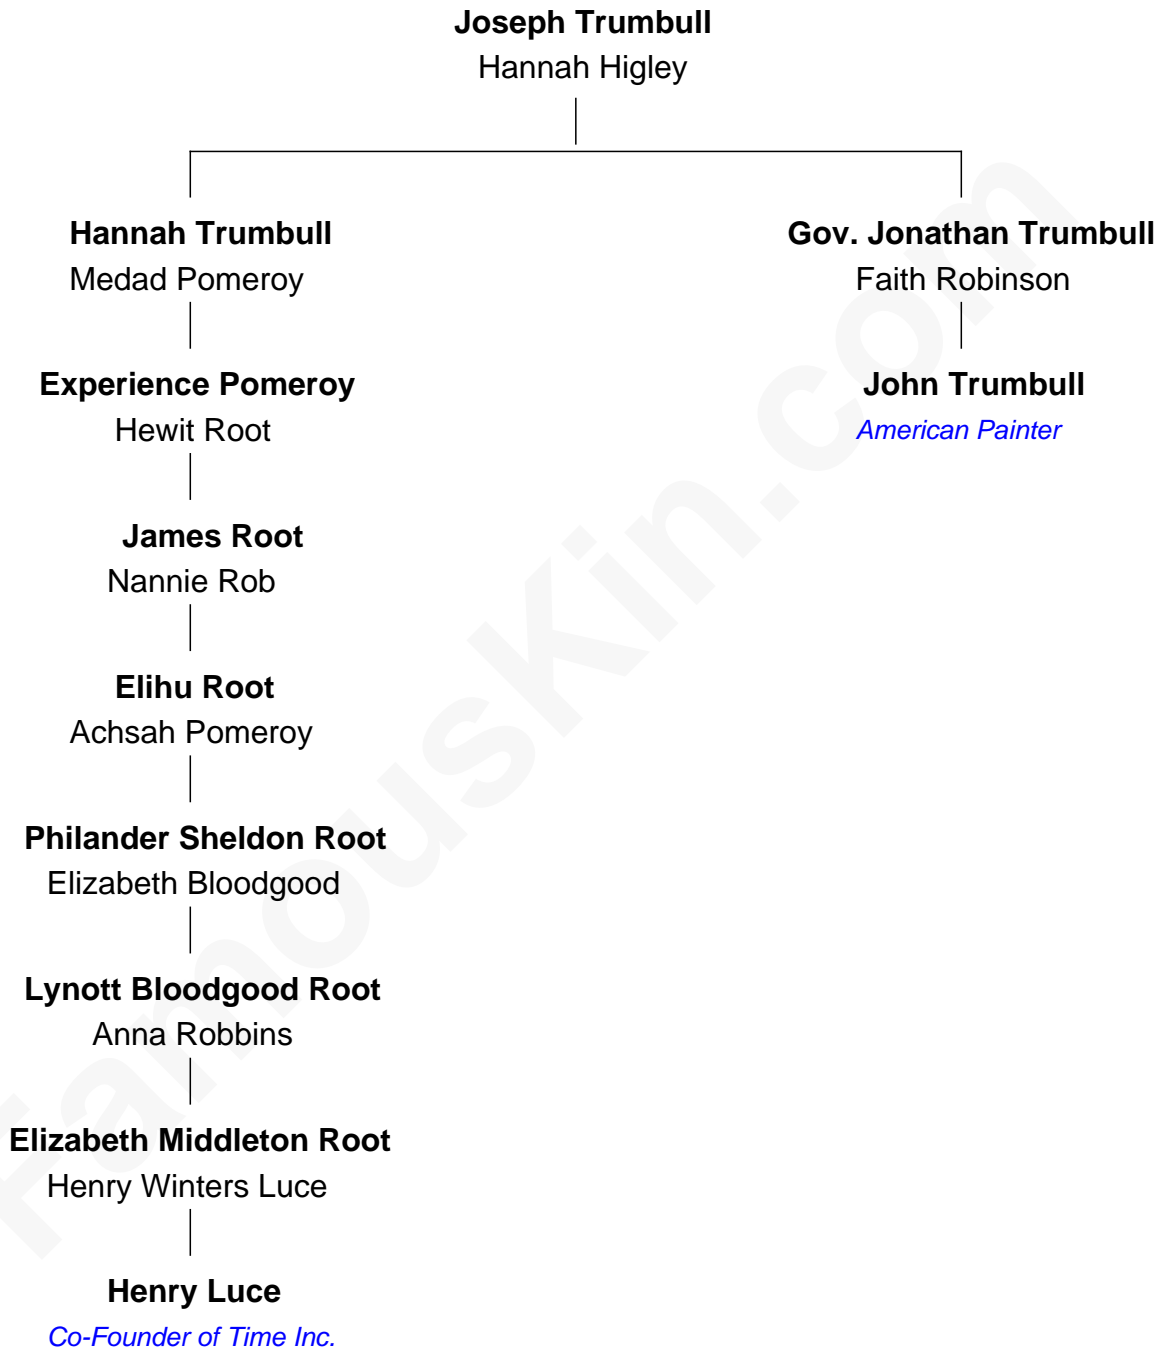 Joseph Trumbull
Hannah Higley
Hannah Trumbull
Medad Pomeroy
Gov. Jonathan Trumbull
Faith Robinson
Experience Pomeroy
Hewit Root
John Trumbull
American Painter
James Root
Nannie Rob
Elihu Root
Achsah Pomeroy
Philander Sheldon Root
Elizabeth Bloodgood
Lynott Bloodgood Root
Anna Robbins
Elizabeth Middleton Root
Henry Winters Luce
Henry Luce
Co-Founder of Time Inc.
FamousKin.com